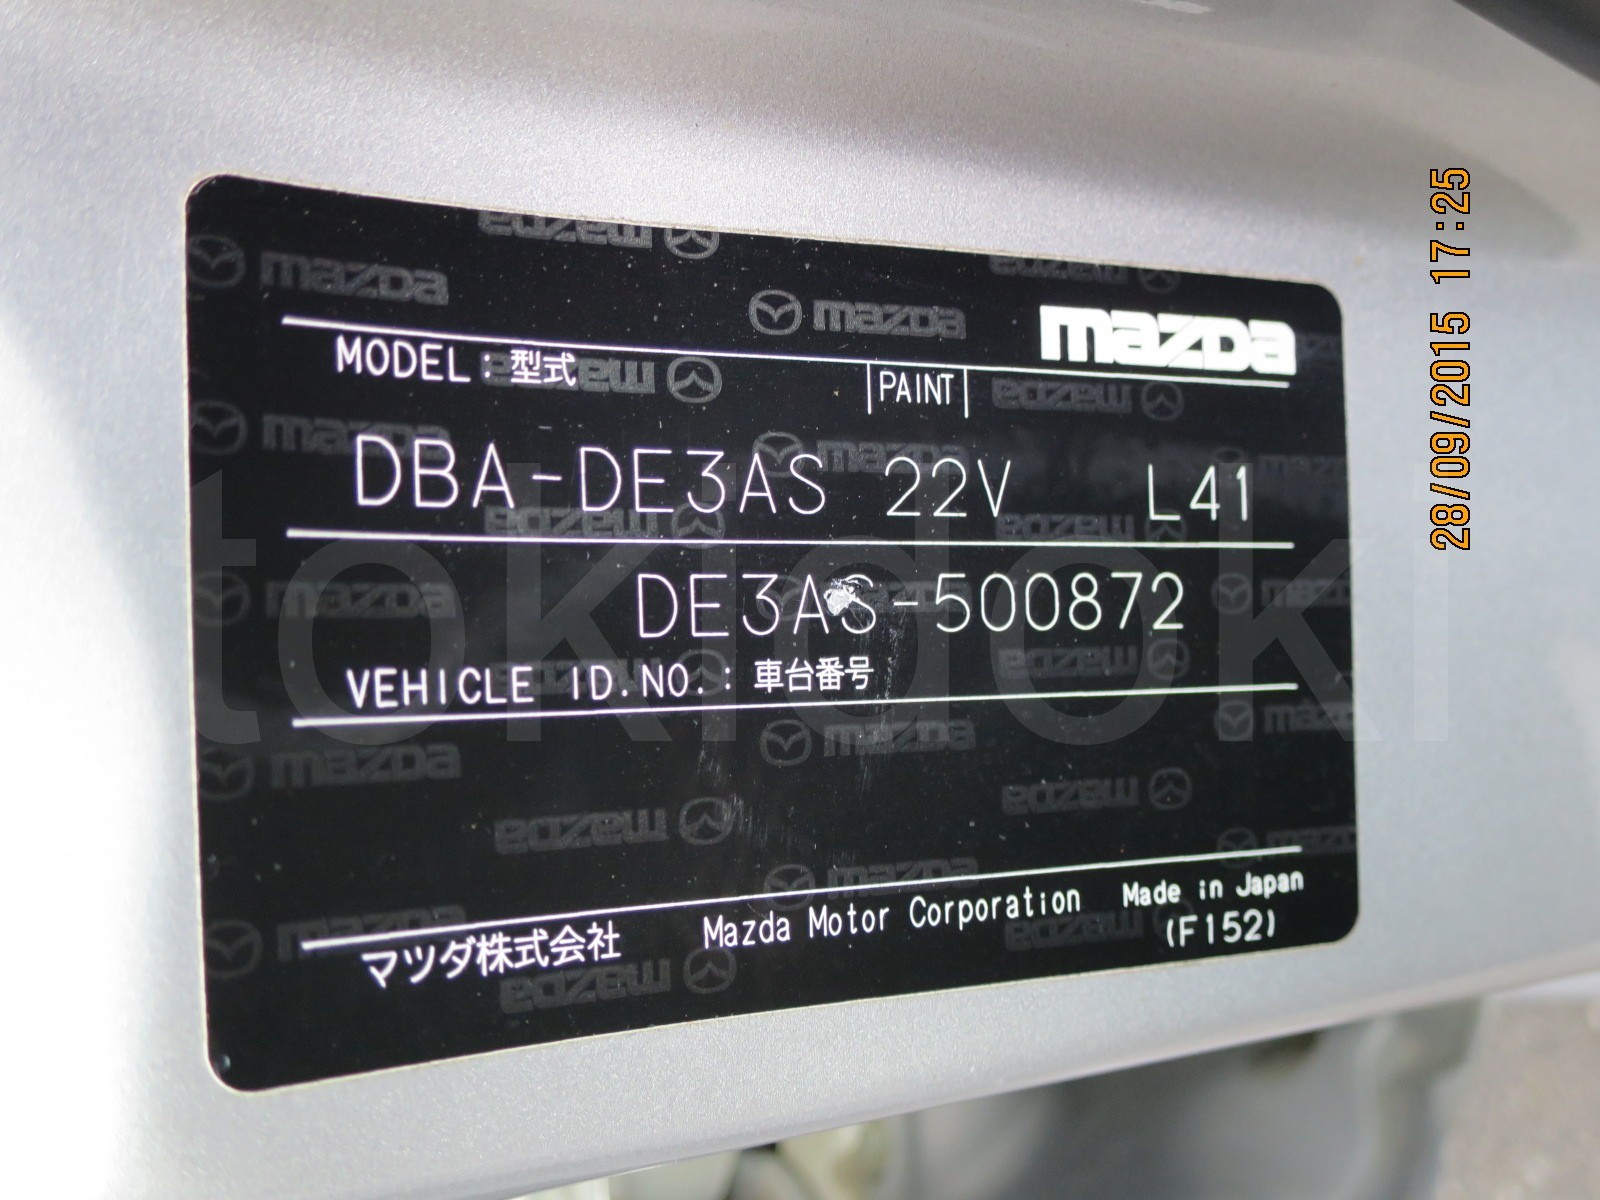 mazda
MODEL : 型式
PAINT
DBA-DE3AS 22V L41
DE3AS-500872
VEHICLE ID.NO. : 車台番号
マツダ株式会社 Mazda Motor Corporation Made in Japan
(F152)
28/09/2015 17:25
tokidoki